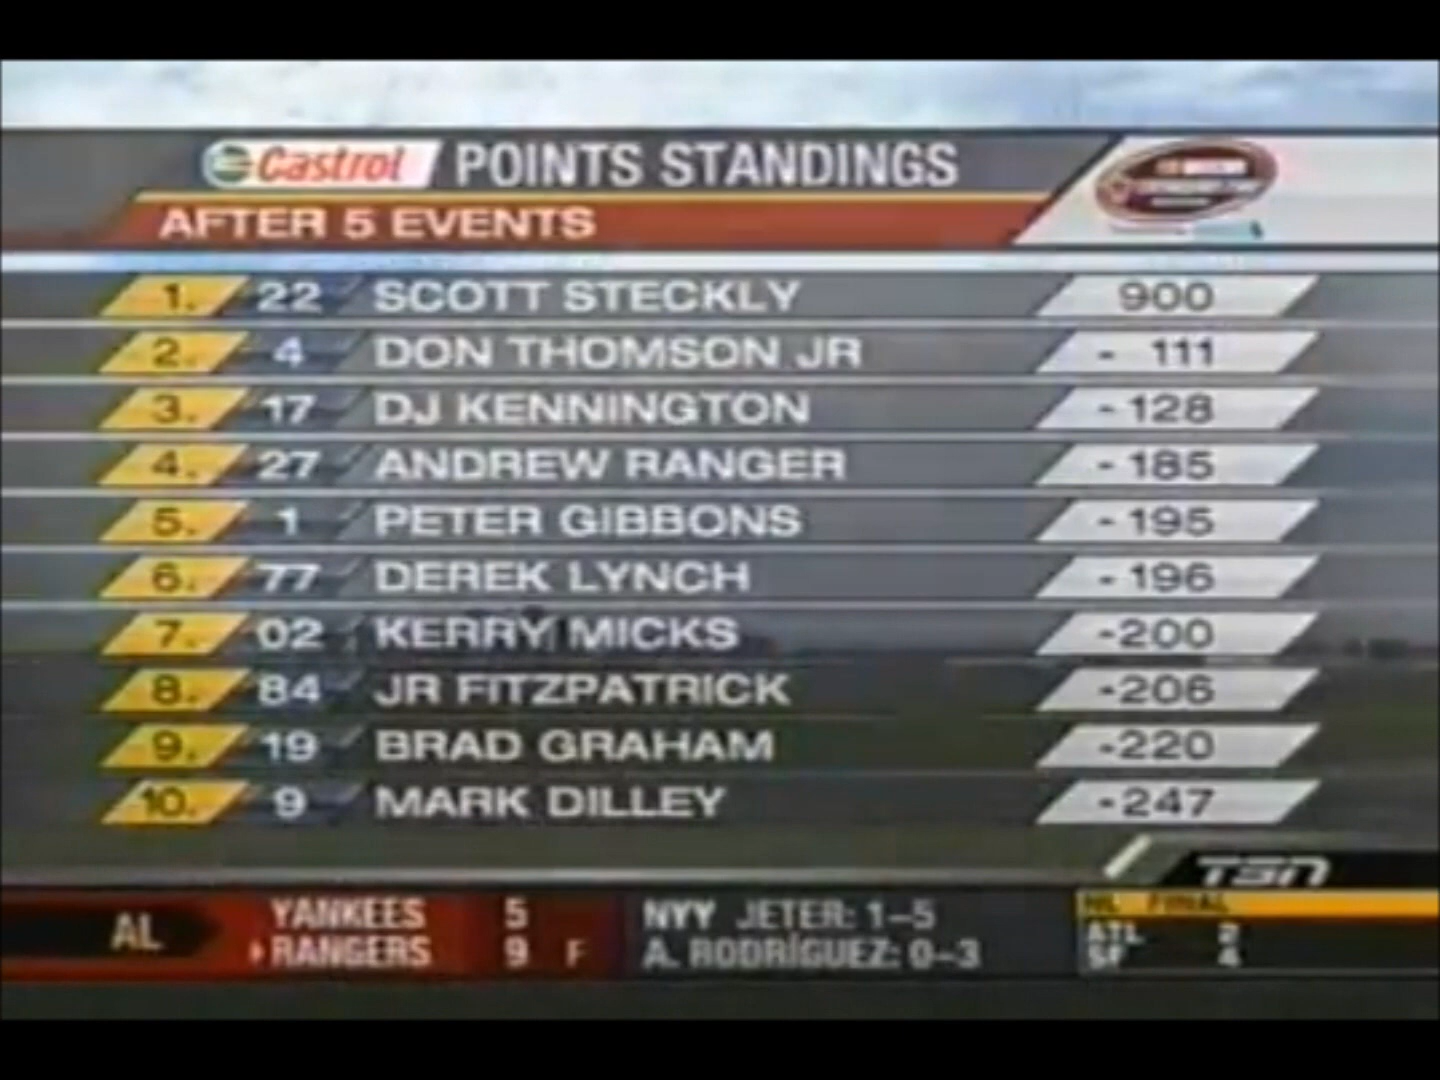 Castrol POINTS STANDINGS
AFTER 5 EVENTS
1. 22 SCOTT STECKLY 900
2. 4 DON THOMSON JR - 111
3. 17 DJ KENNINGTON - 128
4. 27 ANDREW RANGER - 185
5. 1 PETER GIBBONS - 195
6. 77 DEREK LYNCH - 196
7. 02 KERRY MICKS -200
8. 84 JR FITZPATRICK -206
9. 19 BRAD GRAHAM -220
10. 9 MARK DILLEY -247
TSN
AL
YANKEES 5
RANGERS 9 F
NYY JETER: 1-5
A. RODRÍGUEZ: 0-3
NL FINAL
ATL 2
SF 4